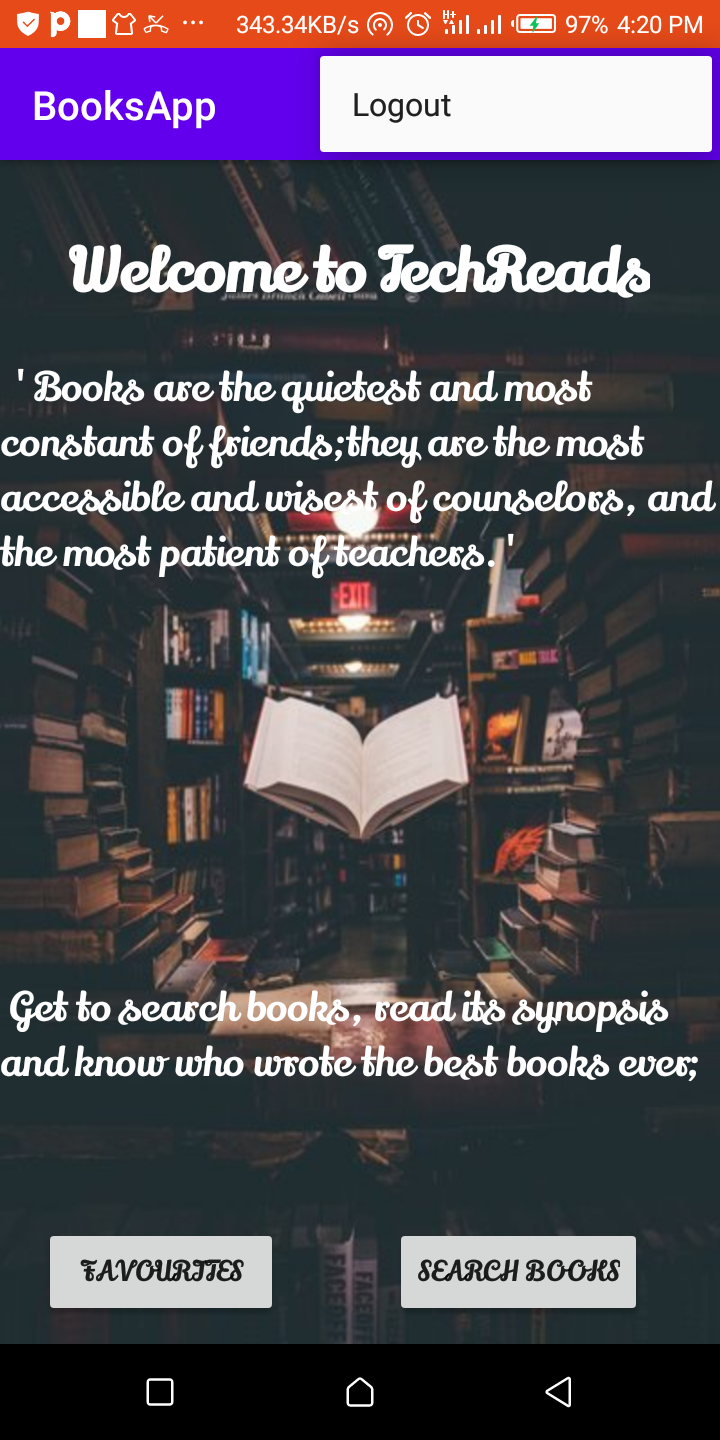 343.34KB/s H+ 97% 4:20 PM
BooksApp
Logout
Welcome to TechReads
' Books are the quietest and most
constant of friends;they are the most
accessible and wisest of counselors, and
the most patient of teachers. '
EXIT
Get to search books, read its synopsis
and know who wrote the best books ever;
FAVOURITES
SEARCH BOOKS